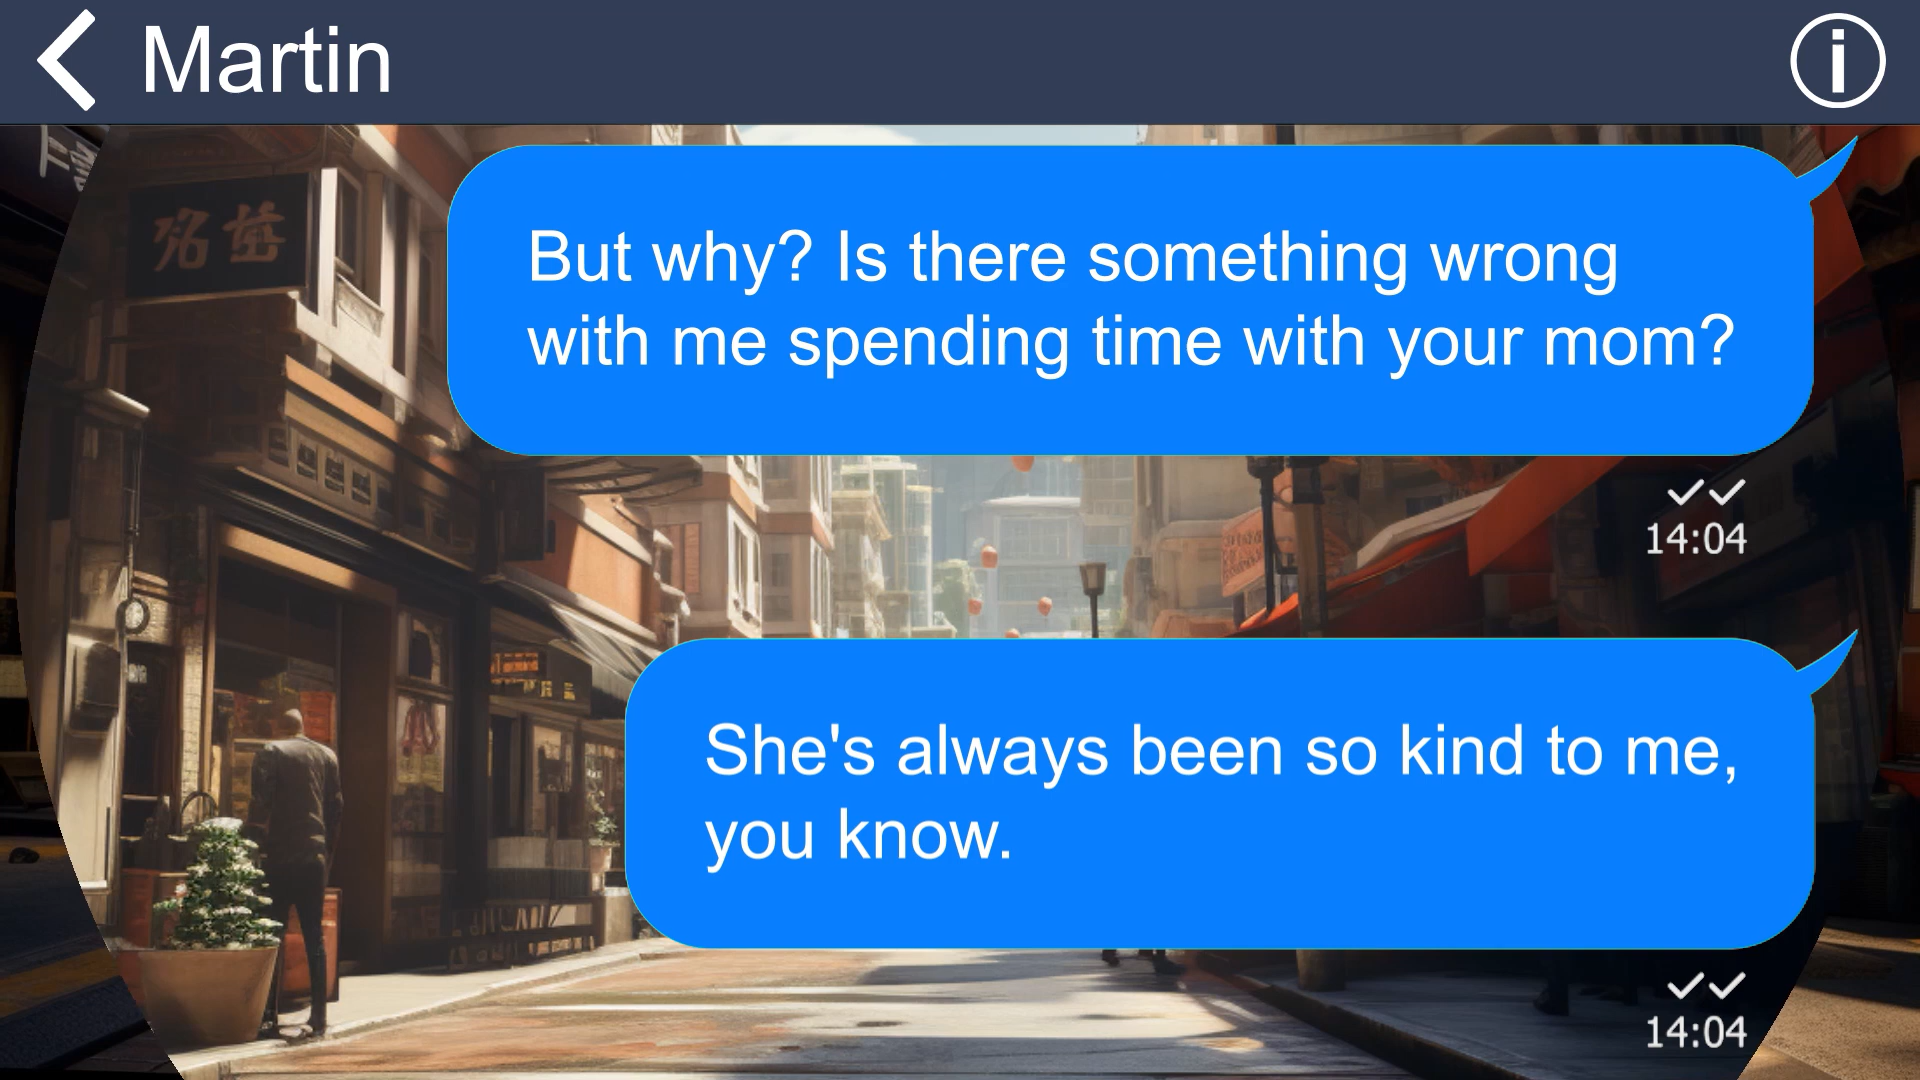 Martin
But why? Is there something wrong
with me spending time with your mom?
14:04
She's always been so kind to me,
you know.
14:04